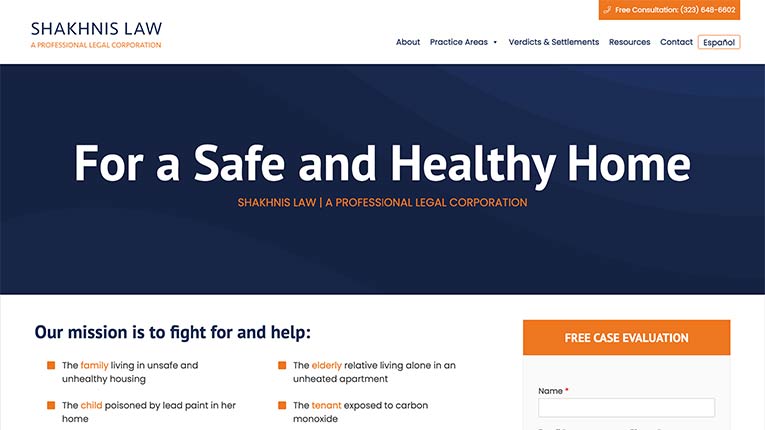 Free Consultation: (323) 648-6602
SHAKHNIS LAW
A PROFESSIONAL LEGAL CORPORATION
About Practice Areas Verdicts & Settlements Resources Contact Español
For a Safe and Healthy Home
SHAKHNIS LAW | A PROFESSIONAL LEGAL CORPORATION
Our mission is to fight for and help:
The family living in unsafe and
unhealthy housing
The child poisoned by lead paint in her
home
The elderly relative living alone in an
unheated apartment
The tenant exposed to carbon
monoxide
FREE CASE EVALUATION
Name *